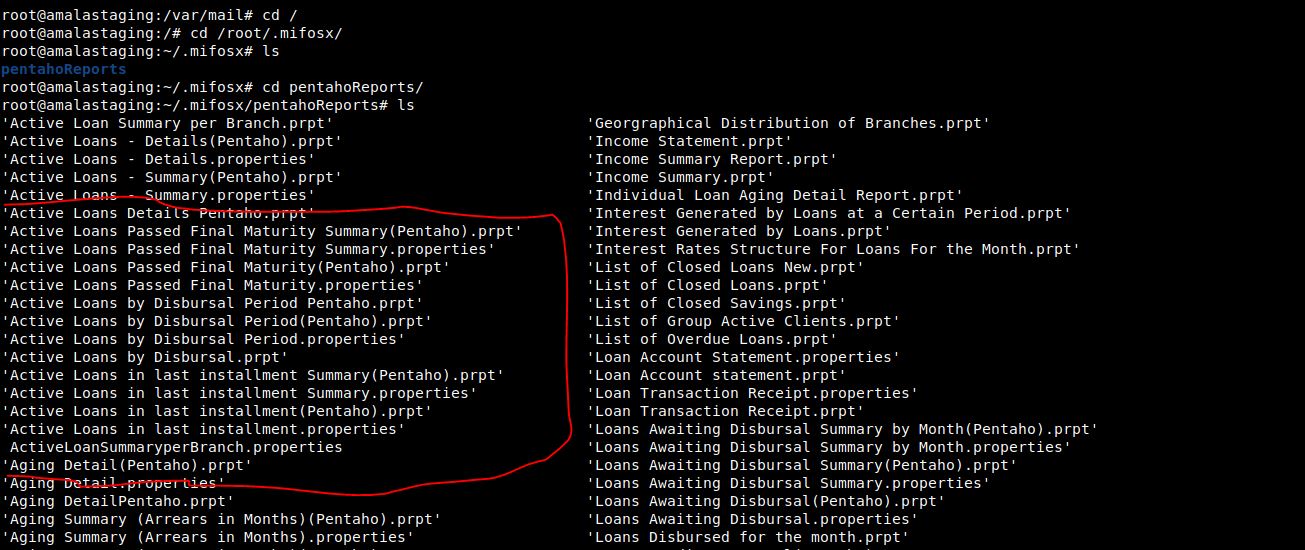 root@amalastaging:/var/mail# cd /
root@amalastaging:/# cd /root/.mifosx/
root@amalastaging:~/.mifosx# ls
pentahoReports
root@amalastaging:~/.mifosx# cd pentahoReports/
root@amalastaging:~/.mifosx/pentahoReports# ls
'Active Loan Summary per Branch.prpt' 'Georgraphical Distribution of Branches.prpt'
'Active Loans - Details(Pentaho).prpt' 'Income Statement.prpt'
'Active Loans - Details.properties' 'Income Summary Report.prpt'
'Active Loans - Summary(Pentaho).prpt' 'Income Summary.prpt'
'Active Loans - Summary.properties' 'Individual Loan Aging Detail Report.prpt'
'Active Loans Details Pentaho.prpt' 'Interest Generated by Loans at a Certain Period.prpt'
'Active Loans Passed Final Maturity Summary(Pentaho).prpt' 'Interest Generated by Loans.prpt'
'Active Loans Passed Final Maturity Summary.properties' 'Interest Rates Structure For Loans For the Month.prpt'
'Active Loans Passed Final Maturity(Pentaho).prpt' 'List of Closed Loans New.prpt'
'Active Loans Passed Final Maturity.properties' 'List of Closed Loans.prpt'
'Active Loans by Disbursal Period Pentaho.prpt' 'List of Closed Savings.prpt'
'Active Loans by Disbursal Period(Pentaho).prpt' 'List of Group Active Clients.prpt'
'Active Loans by Disbursal Period.properties' 'List of Overdue Loans.prpt'
'Active Loans by Disbursal.prpt' 'Loan Account Statement.properties'
'Active Loans in last installment Summary(Pentaho).prpt' 'Loan Account statement.prpt'
'Active Loans in last installment Summary.properties' 'Loan Transaction Receipt.properties'
'Active Loans in last installment(Pentaho).prpt' 'Loan Transaction Receipt.prpt'
'Active Loans in last installment.properties' 'Loans Awaiting Disbursal Summary by Month(Pentaho).prpt'
ActiveLoanSummaryperBranch.properties 'Loans Awaiting Disbursal Summary by Month.properties'
'Aging Detail(Pentaho).prpt' 'Loans Awaiting Disbursal Summary(Pentaho).prpt'
'Aging Detail.properties' 'Loans Awaiting Disbursal Summary.properties'
'Aging DetailPentaho.prpt' 'Loans Awaiting Disbursal(Pentaho).prpt'
'Aging Summary (Arrears in Months)(Pentaho).prpt' 'Loans Awaiting Disbursal.properties'
'Aging Summary (Arrears in Months).properties' 'Loans Disbursed for the month.prpt'